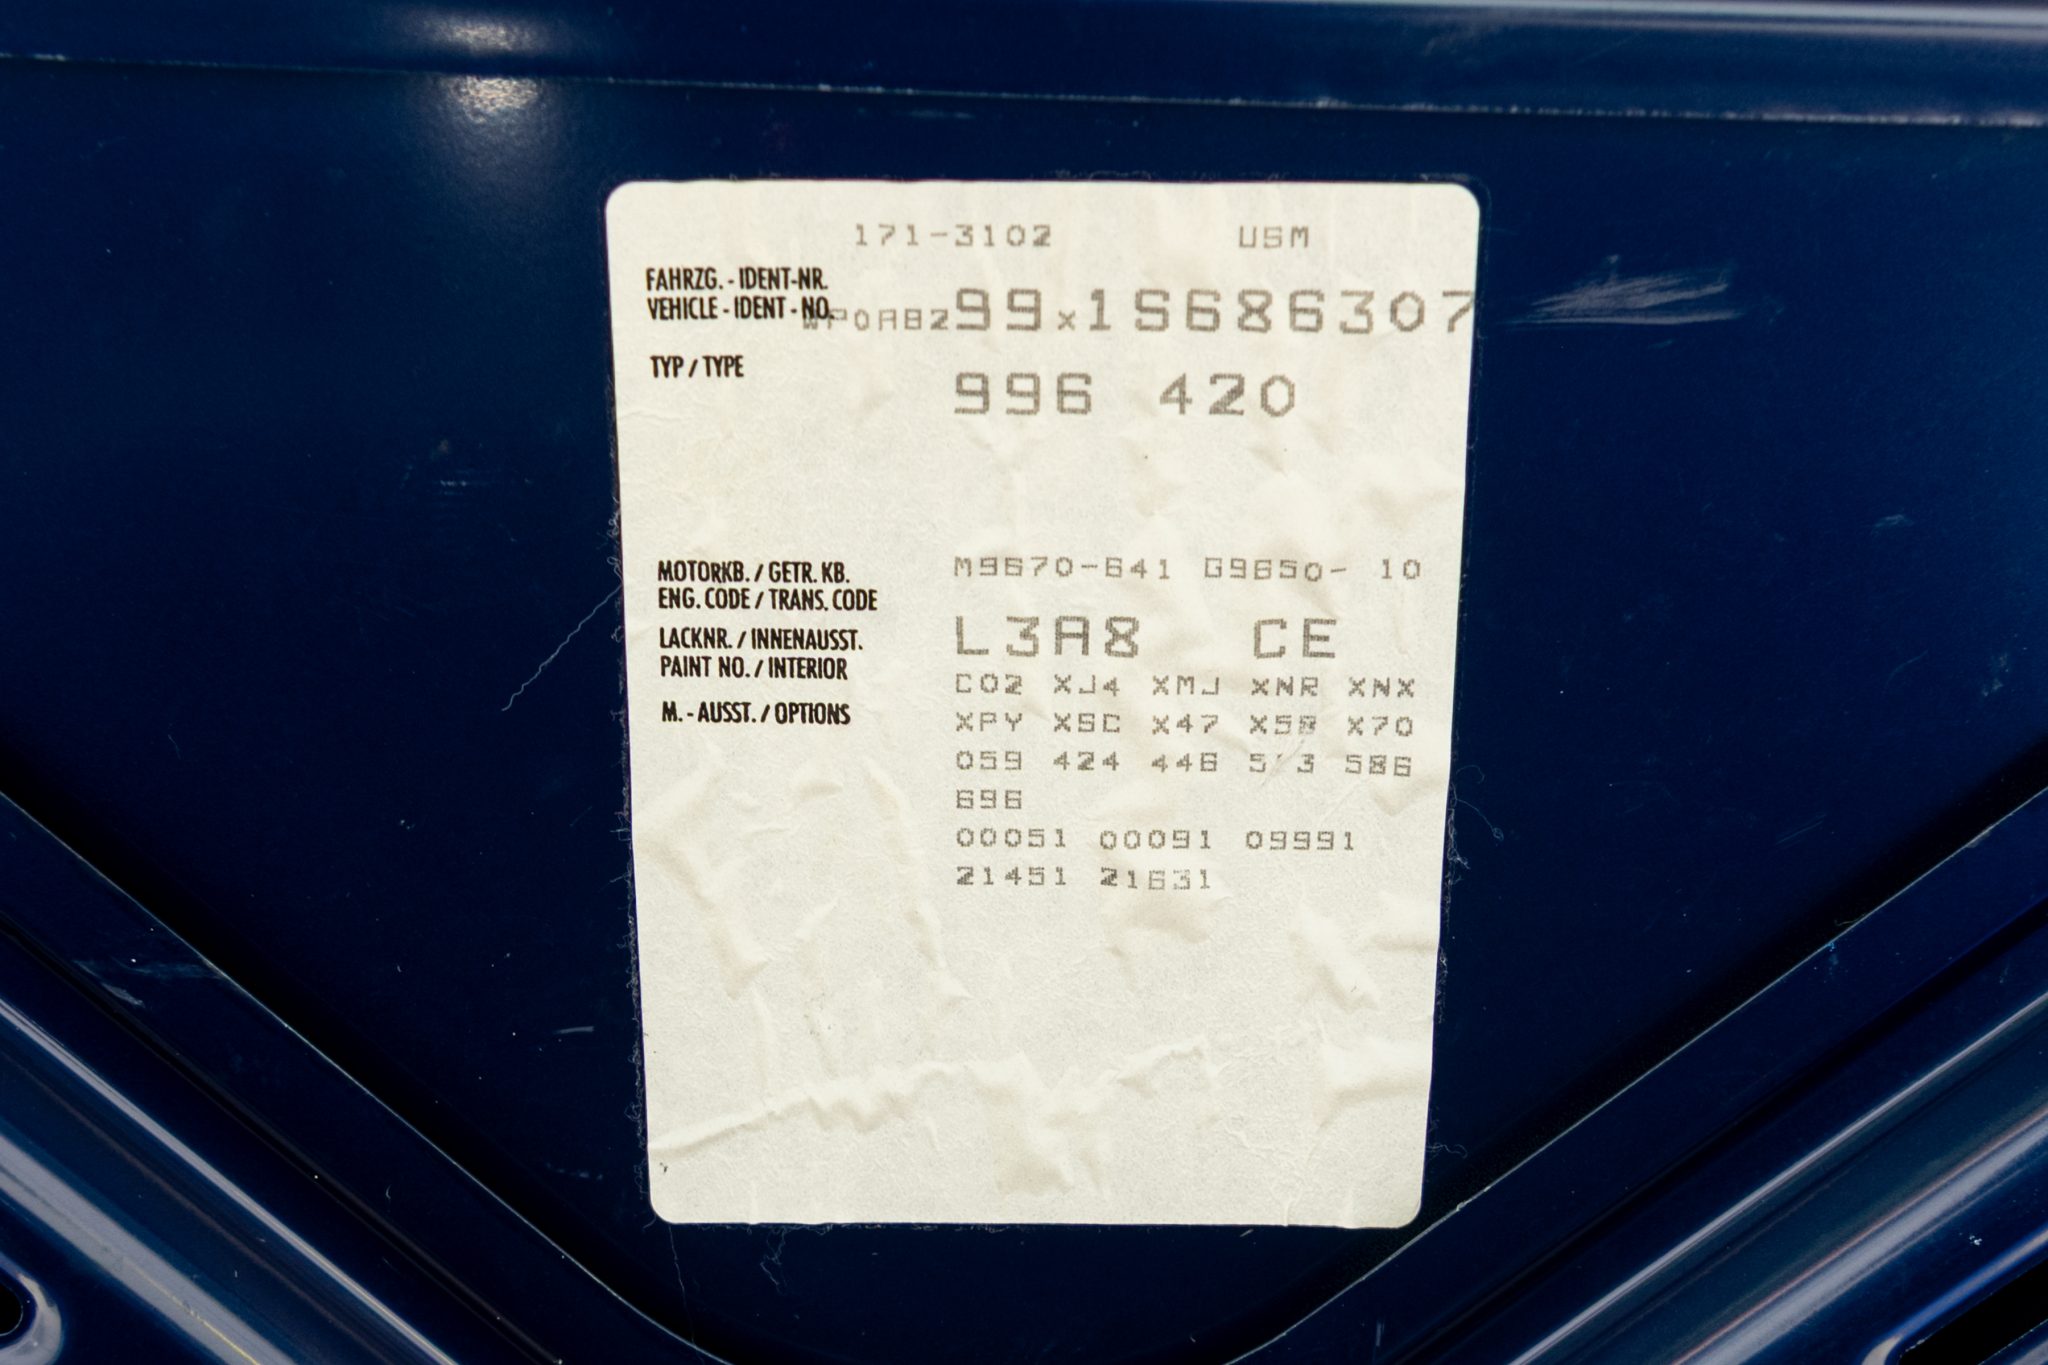 171-3102 USM
FAHRZG. - IDENT-NR.
VEHICLE - IDENT - NO. WP0AB299X1S686307
TYP / TYPE 996 420
MOTORKB. / GETR. KB. M9670-641 G9650- 10
ENG. CODE / TRANS. CODE
LACKNR. / INNENAUSST. L3A8 CE
PAINT NO. / INTERIOR
C02 XJ4 XMJ XNR XNX
M. - AUSST. / OPTIONS XPY XSC X47 X58 X70
059 424 446 586
696
00051 00091 09991
21451 21631